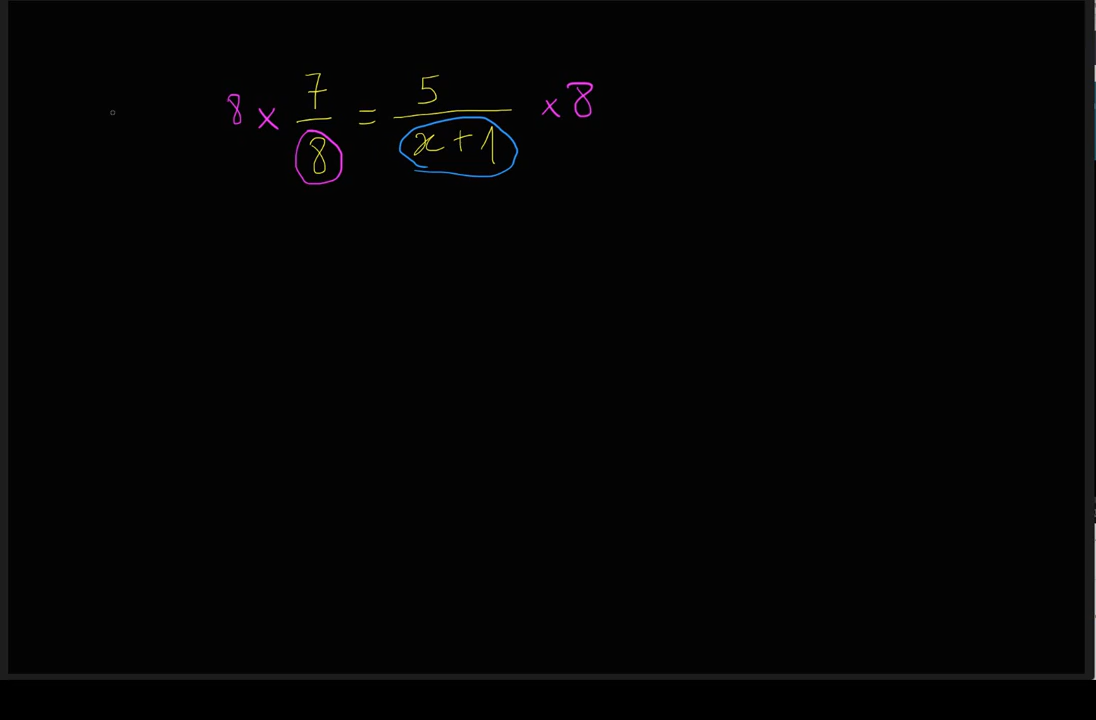 8 × 7/8 = 5/(x+1) × 8